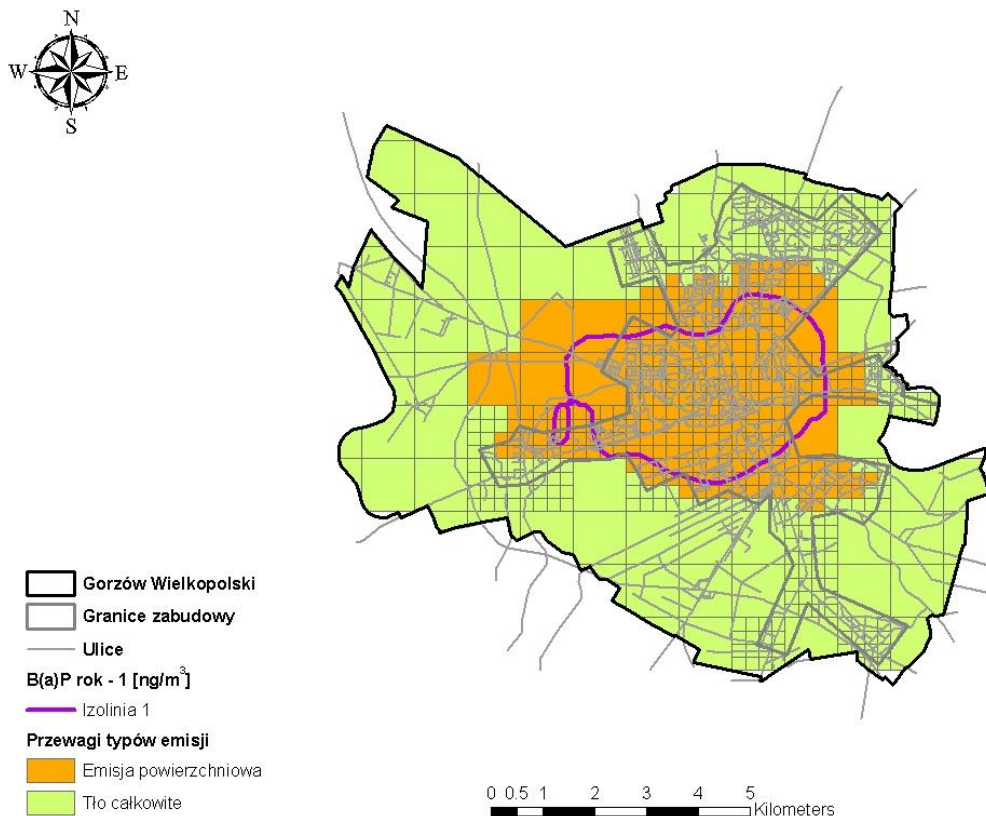 N
W E
S
Gorzów Wielkopolski
Granice zabudowy
Ulice
B(a)P rok - 1 [ng/m³]
Izolinia 1
Przewagi typów emisji
Emisja powierzchniowa
Tło całkowite
0 0.5 1 2 3 4 5
Kilometers